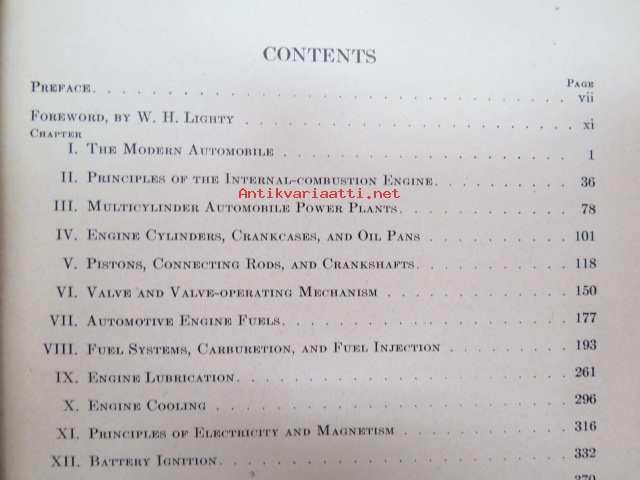 CONTENTS
PAGE
PREFACE. vii
FOREWORD, BY W. H. LIGHTY xi
CHAPTER
I. THE MODERN AUTOMOBILE 1
II. PRINCIPLES OF THE INTERNAL-COMBUSTION ENGINE. 36
Antikvariaatti.net
III. MULTICYLINDER AUTOMOBILE POWER PLANTS. 78
IV. ENGINE CYLINDERS, CRANKCASES, AND OIL PANS 101
V. PISTONS, CONNECTING RODS, AND CRANKSHAFTS. 118
VI. VALVE AND VALVE-OPERATING MECHANISM 150
VII. AUTOMOTIVE ENGINE FUELS. 177
VIII. FUEL SYSTEMS, CARBURETION, AND FUEL INJECTION 193
IX. ENGINE LUBRICATION. 261
X. ENGINE COOLING 296
XI. PRINCIPLES OF ELECTRICITY AND MAGNETISM 316
XII. BATTERY IGNITION. 332